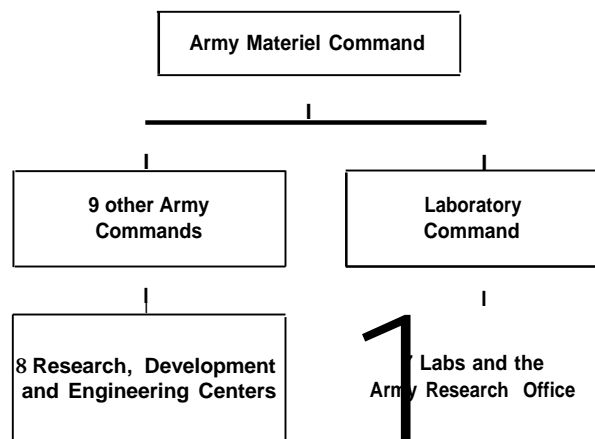 Army Materiel Command
9 other Army
Commands
Laboratory
Command
8 Research, Development
and Engineering Centers
Labs and the
Army Research Office